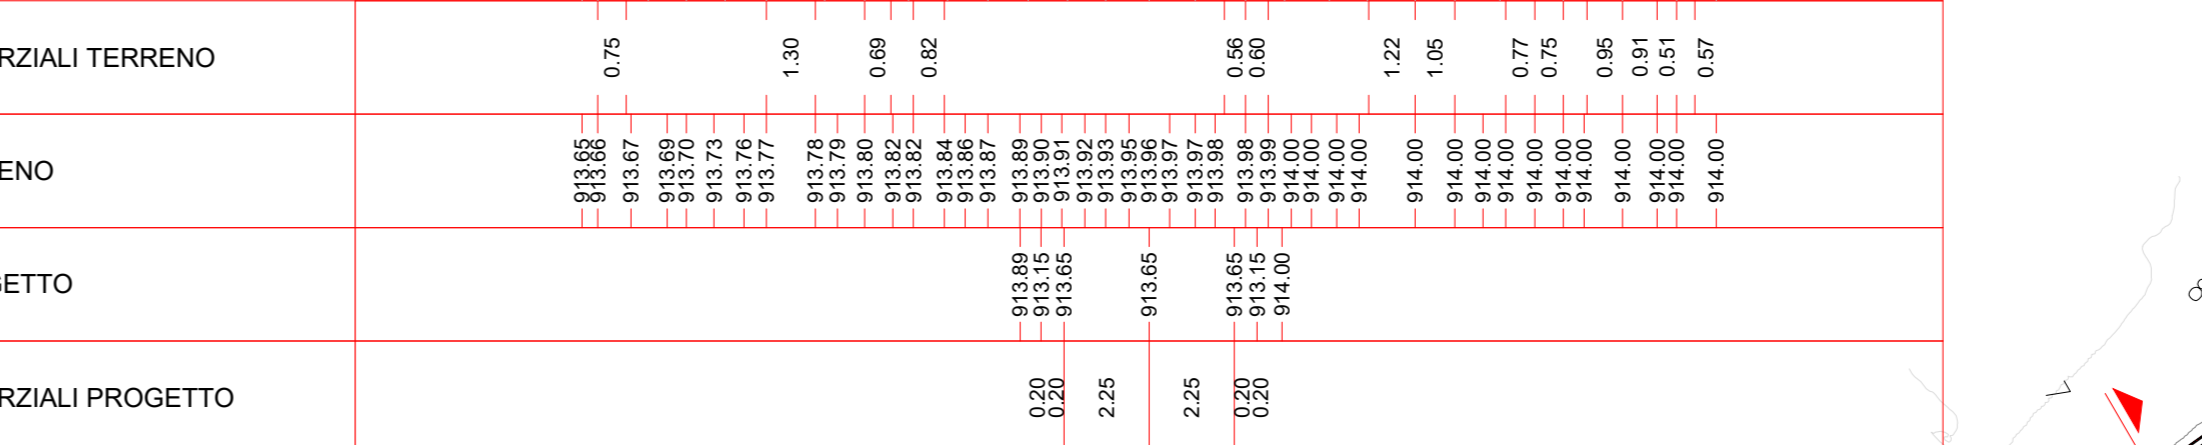 RZIALI TERRENO 0.75 1.30 0.69 0.82 0.56 0.60 1.22 1.05 0.77 0.75 0.95 0.91 0.51 0.57
ENO 913.65 913.66 913.67 913.69 913.70 913.73 913.76 913.77 913.78 913.79 913.80 913.82 913.82 913.84 913.86 913.87 913.89 913.90 913.91 913.92 913.93 913.95 913.96 913.97 913.97 913.98 913.98 913.99 914.00 914.00 914.00 914.00 914.00 914.00 914.00 914.00 914.00 914.00 914.00 914.00 914.00 914.00 914.00
GETTO 913.89 913.15 913.65 913.65 913.65 913.15 914.00
RZIALI PROGETTO 0.20 0.20 2.25 2.25 0.20 0.20